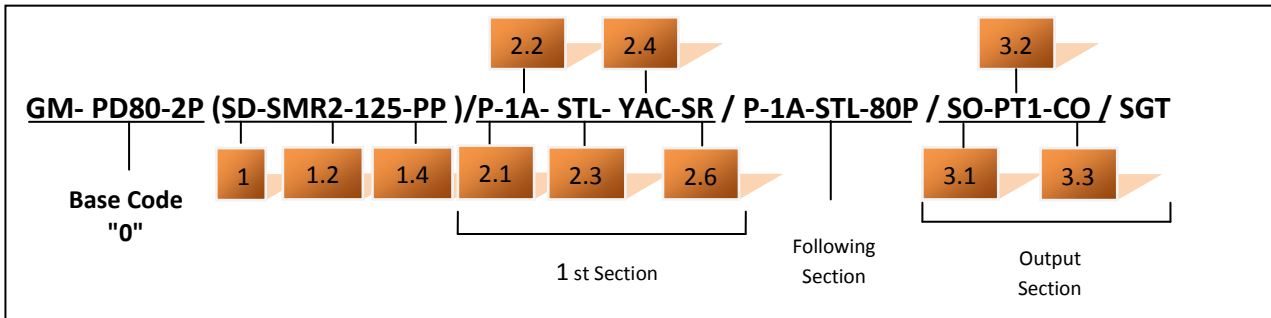 2.2 2.4 3.2
GM- PD80-2P (SD-SMR2-125-PP )/P-1A- STL- YAC-SR / P-1A-STL-80P / SO-PT1-CO / SGT
1 1.2 1.4 2.1 2.3 2.6 3.1 3.3
Base Code
"0"
1 st Section
Following
Section
Output
Section